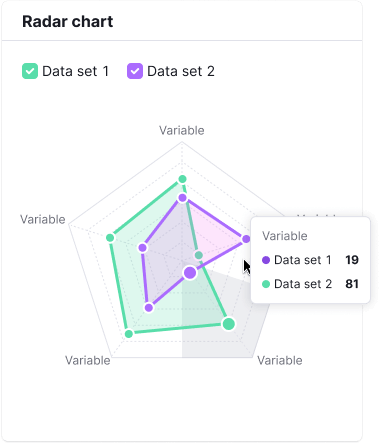 Radar chart
Data set 1 Data set 2
Variable
Variable
Variable
Data set 1 19
Data set 2 81
Variable Variable